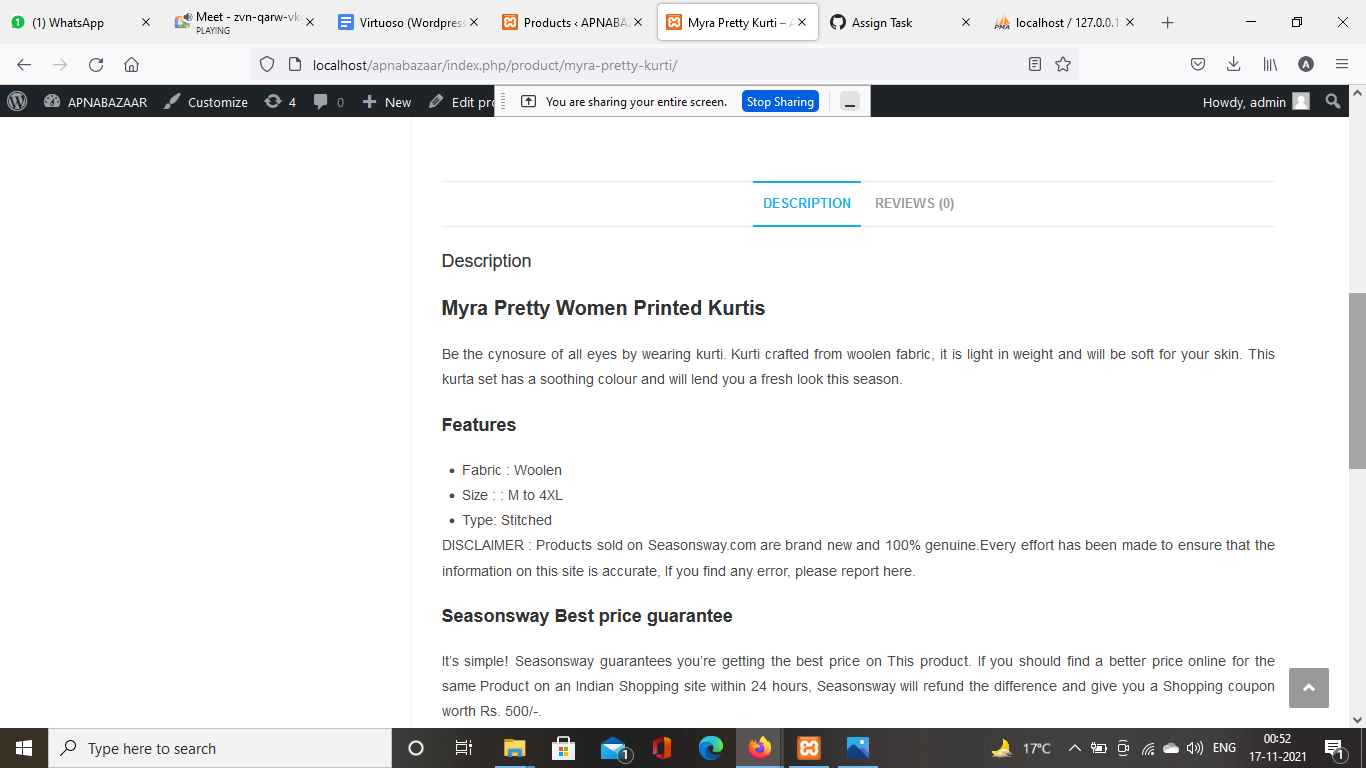 (1) WhatsApp
Meet - zvn-qarw-vk
PLAYING
Virtuoso (Wordpress
Products ‹ APNABAZ
Myra Pretty Kurti – A
Assign Task
localhost / 127.0.0.1
localhost/apnabazaar/index.php/product/myra-pretty-kurti/
A
APNABAZAAR
Customize
4
0
New
Edit pr
You are sharing your entire screen.
Stop Sharing
Howdy, admin
DESCRIPTION
REVIEWS (0)
Description
Myra Pretty Women Printed Kurtis
Be the cynosure of all eyes by wearing kurti. Kurti crafted from woolen fabric, it is light in weight and will be soft for your skin. This
kurta set has a soothing colour and will lend you a fresh look this season.
Features
Fabric : Woolen
Size : : M to 4XL
Type: Stitched
DISCLAIMER : Products sold on Seasonsway.com are brand new and 100% genuine.Every effort has been made to ensure that the
information on this site is accurate, If you find any error, please report here.
Seasonsway Best price guarantee
It’s simple! Seasonsway guarantees you’re getting the best price on This product. If you should find a better price online for the
same Product on an Indian Shopping site within 24 hours, Seasonsway will refund the difference and give you a Shopping coupon
worth Rs. 500/-.
Type here to search
1
17°C
ENG
00:52
17-11-2021
1